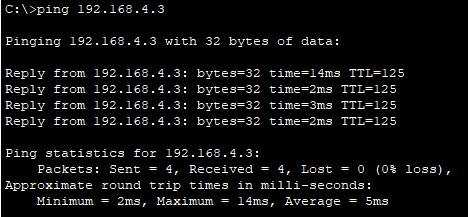 C:\>ping 192.168.4.3
Pinging 192.168.4.3 with 32 bytes of data:
Reply from 192.168.4.3: bytes=32 time=14ms TTL=125
Reply from 192.168.4.3: bytes=32 time=2ms TTL=125
Reply from 192.168.4.3: bytes=32 time=3ms TTL=125
Reply from 192.168.4.3: bytes=32 time=2ms TTL=125
Ping statistics for 192.168.4.3:
Packets: Sent = 4, Received = 4, Lost = 0 (0% loss),
Approximate round trip times in milli-seconds:
Minimum = 2ms, Maximum = 14ms, Average = 5ms